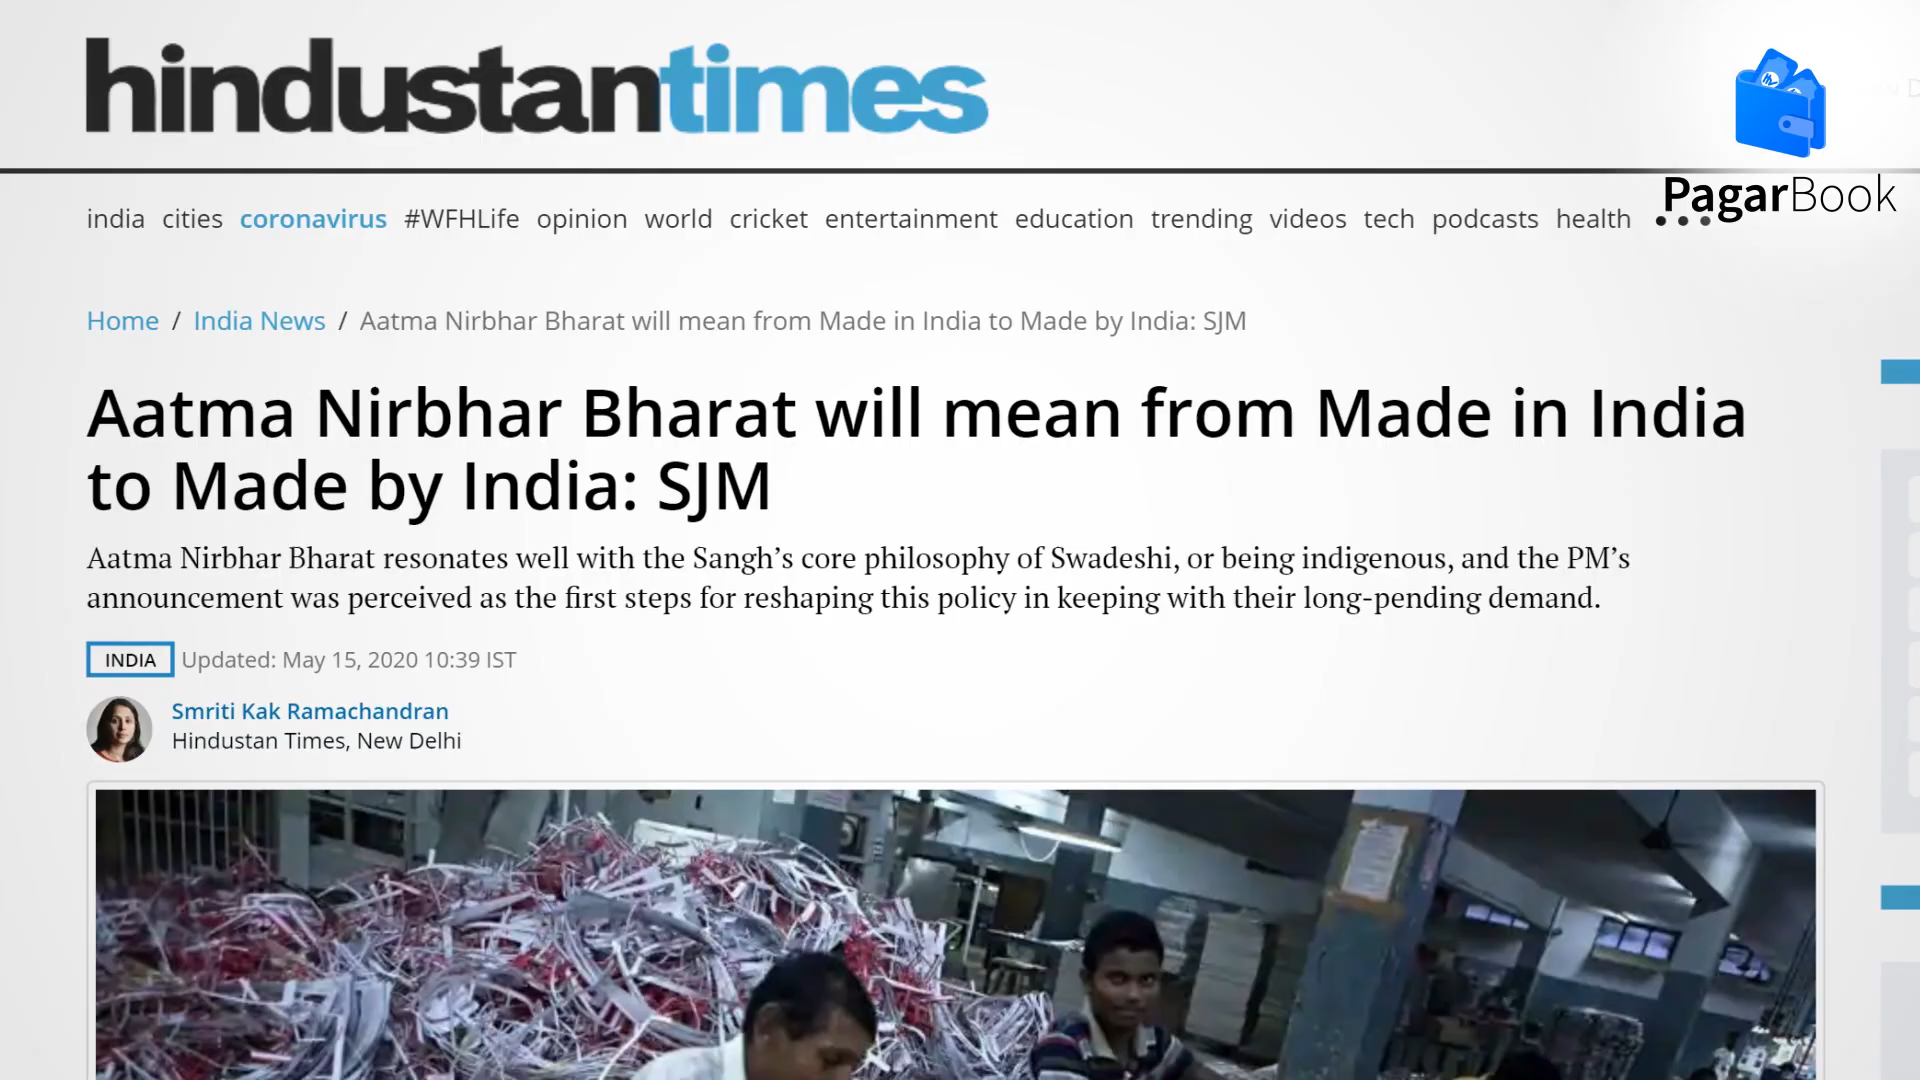 hindustantimes
PagarBook
india cities coronavirus #WFHLife opinion world cricket entertainment education trending videos tech podcasts health
Home / India News / Aatma Nirbhar Bharat will mean from Made in India to Made by India: SJM
Aatma Nirbhar Bharat will mean from Made in India
to Made by India: SJM
Aatma Nirbhar Bharat resonates well with the Sangh’s core philosophy of Swadeshi, or being indigenous, and the PM’s
announcement was perceived as the first steps for reshaping this policy in keeping with their long-pending demand.
INDIA Updated: May 15, 2020 10:39 IST
Smriti Kak Ramachandran
Hindustan Times, New Delhi